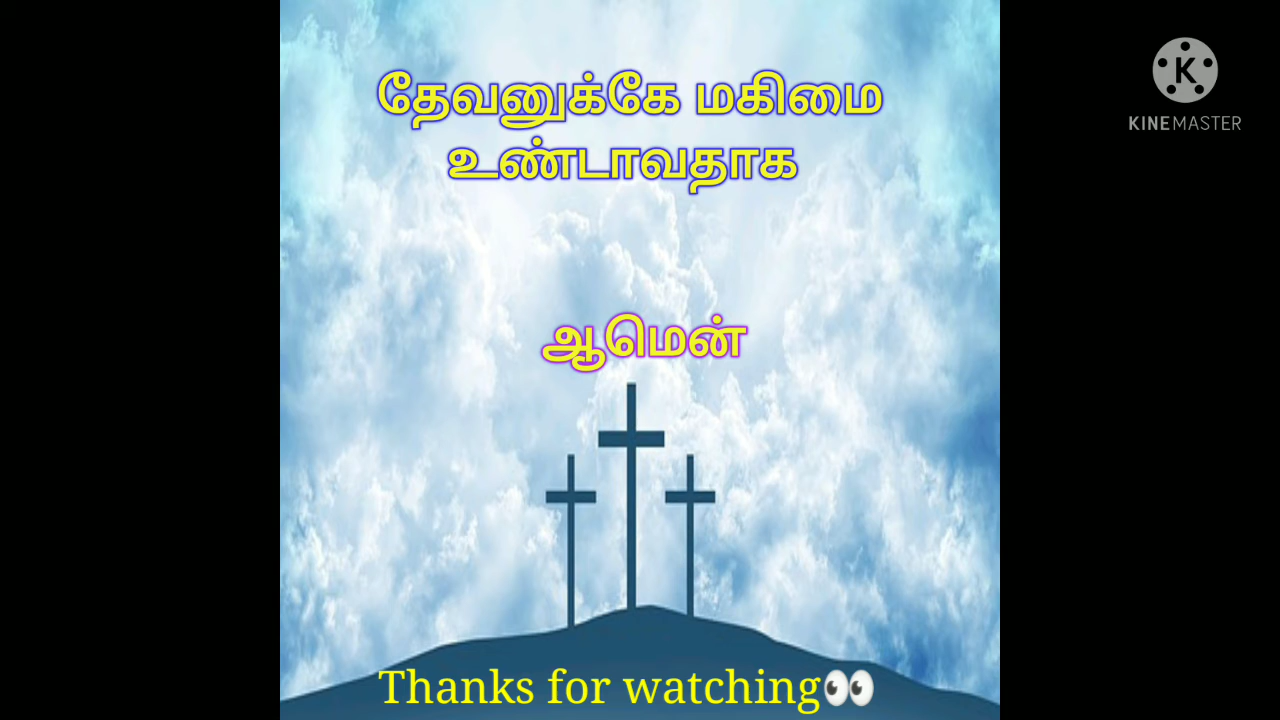 தேவனுக்கே மகிமை
உண்டாவதாக
ஆமென்
Thanks for watching👀
K
KINEMASTER